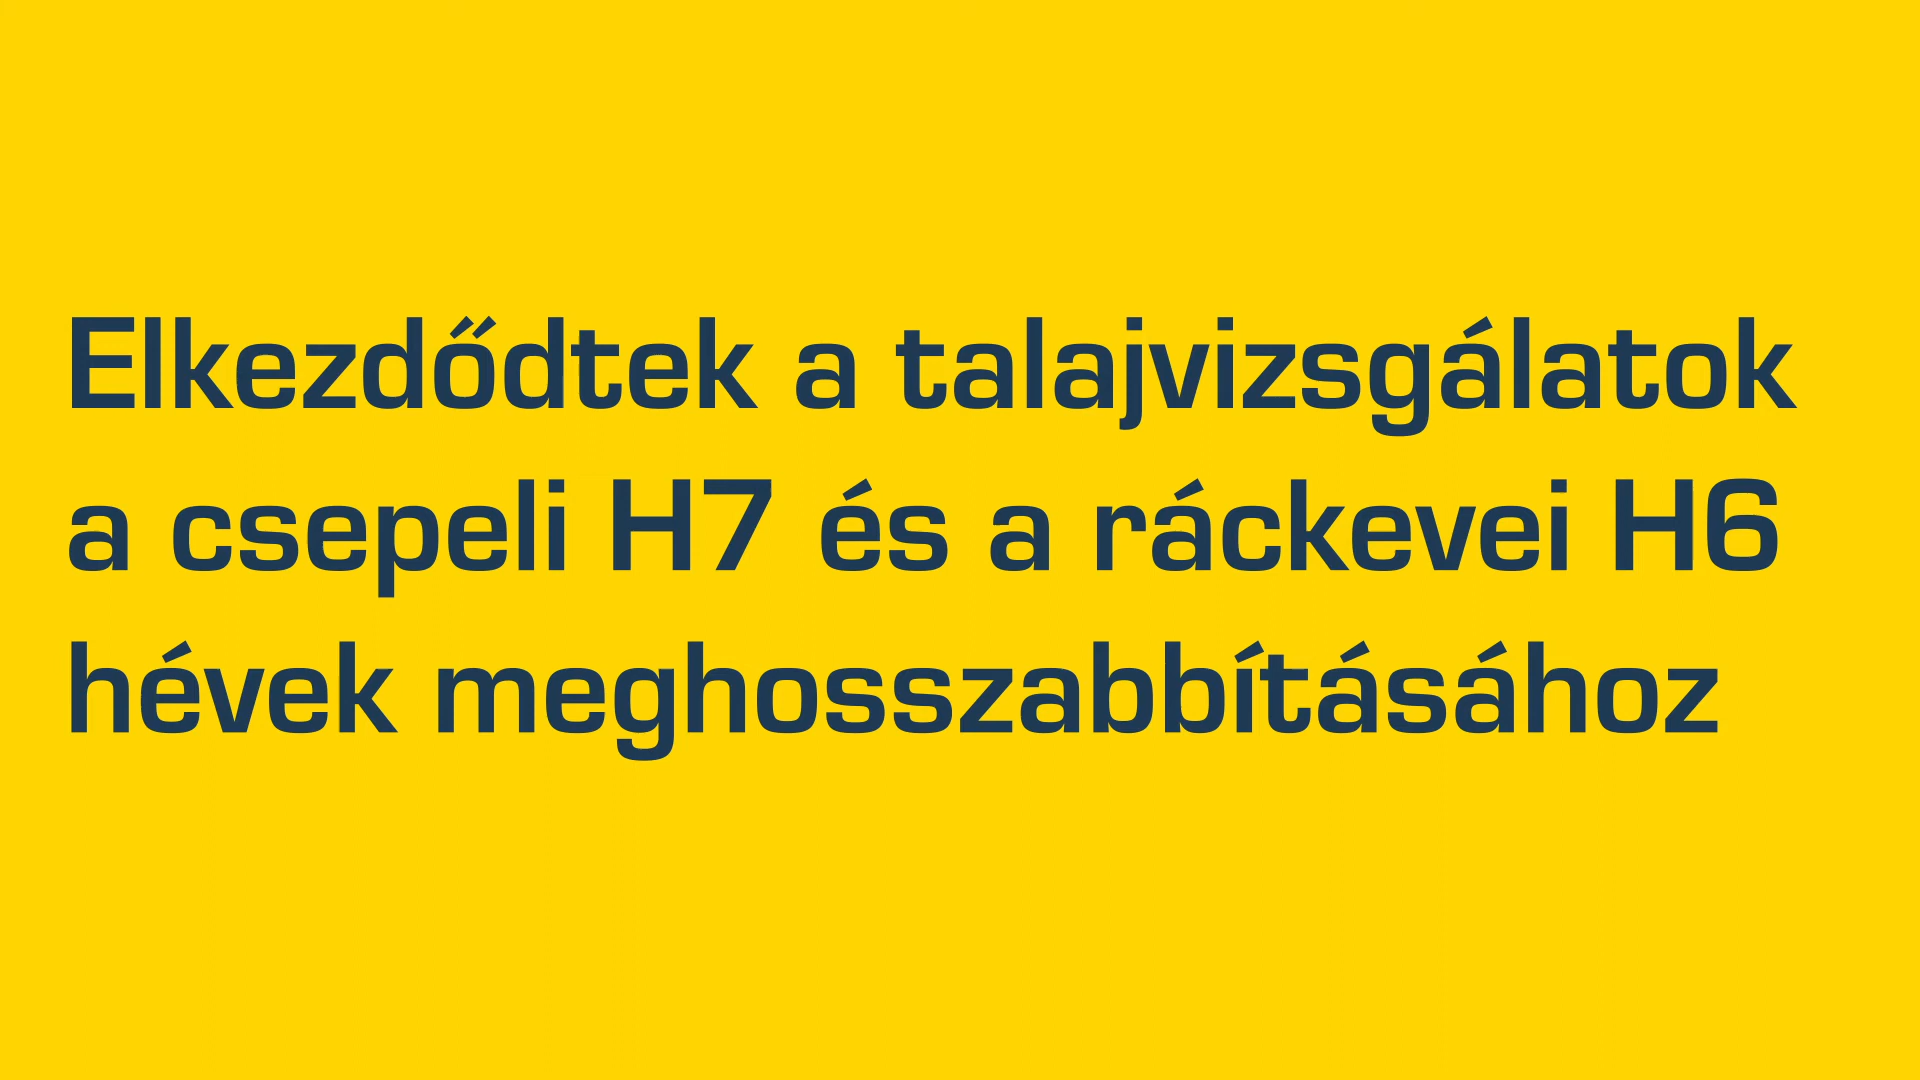 Elkezdődtek a talajvizsgálatok
a csepeli H7 és a ráckevei H6
hévek meghosszabbításához